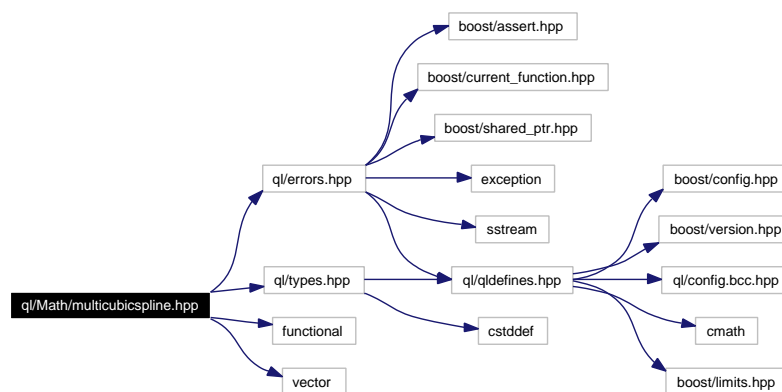 boost/assert.hpp
boost/current_function.hpp
boost/shared_ptr.hpp
ql/errors.hpp
exception
boost/config.hpp
sstream
boost/version.hpp
ql/types.hpp
ql/qldefines.hpp
ql/config.bcc.hpp
ql/Math/multicubicspline.hpp
functional
cstddef
cmath
vector
boost/limits.hpp